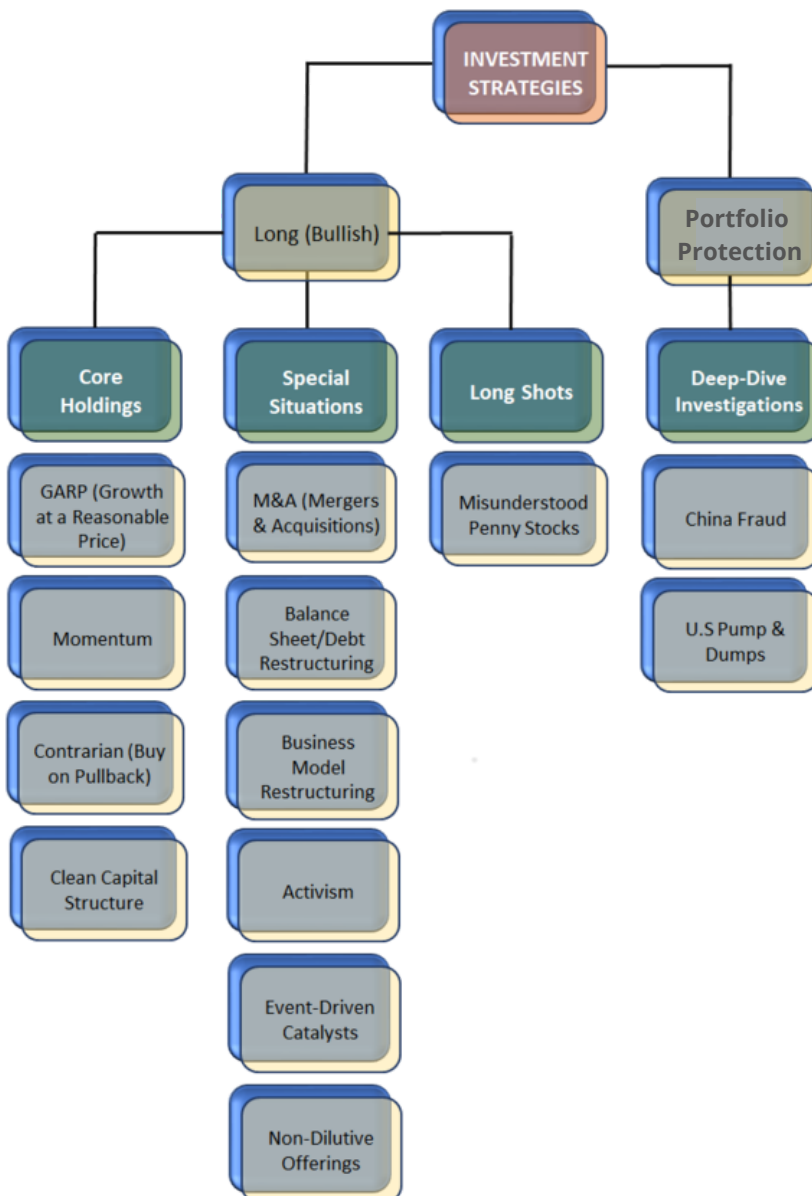 INVESTMENT
STRATEGIES
Long (Bullish)
Portfolio
Protection
Core
Holdings
Special
Situations
Long Shots
Deep-Dive
Investigations
GARP (Growth
at a Reasonable
Price)
M&A (Mergers
& Acquisitions)
Misunderstood
Penny Stocks
China Fraud
Momentum
Balance
Sheet/Debt
Restructuring
U.S Pump &
Dumps
Contrarian (Buy
on Pullback)
Business
Model
Restructuring
Clean Capital
Structure
Activism
Event-Driven
Catalysts
Non-Dilutive
Offerings